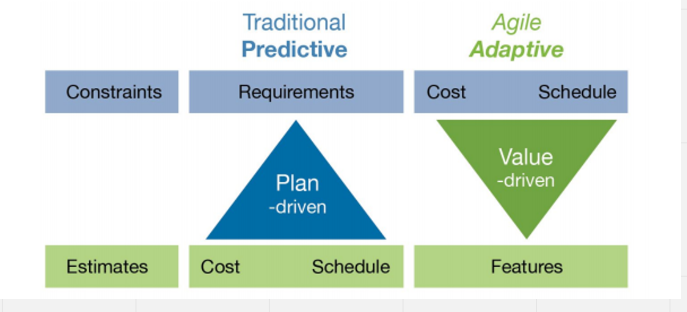 Traditional
Predictive
Agile
Adaptive
Constraints
Requirements
Cost Schedule
Plan
-driven
Value
-driven
Estimates
Cost Schedule
Features